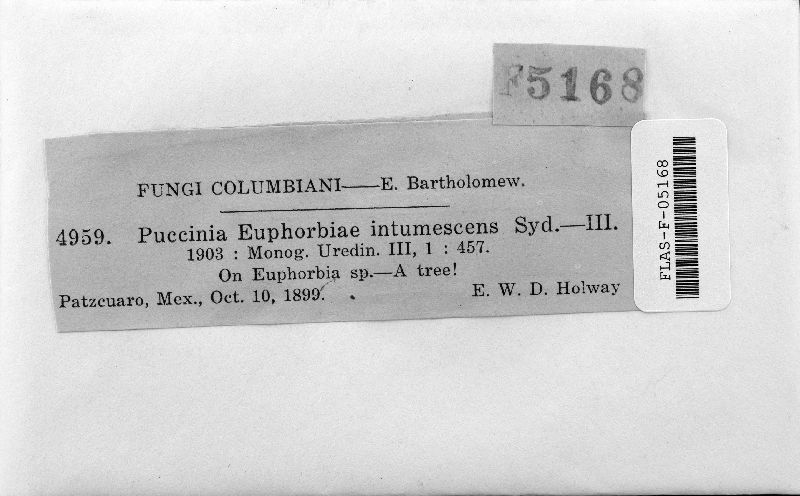 F5168
FUNGI COLUMBIANI—E. Bartholomew.
4959. Puccinia Euphorbiae intumescens Syd.—III.
1903 : Monog. Uredin. III, 1 : 457.
On Euphorbia sp.—A tree!
Patzcuaro, Mex., Oct. 10, 1899. E. W. D. Holway
FLAS-F-05168